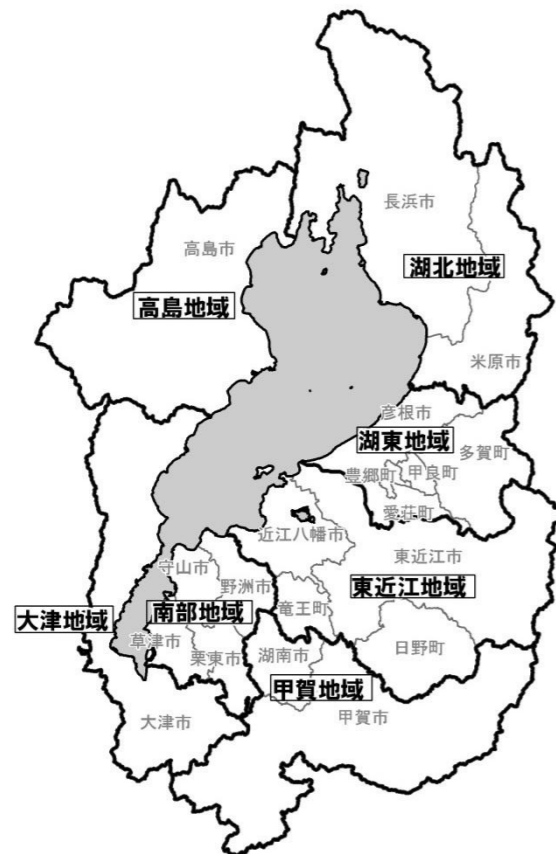 長浜市
高島市
湖北地域
高島地域
米原市
彦根市
湖東地域
多賀町
豊郷町
甲良町
愛荘町
近江八幡市
東近江市
守山市
野洲市
東近江地域
竜王町
大津地域
南部地域
草津市
栗東市
湖南市
日野町
甲賀地域
大津市
甲賀市